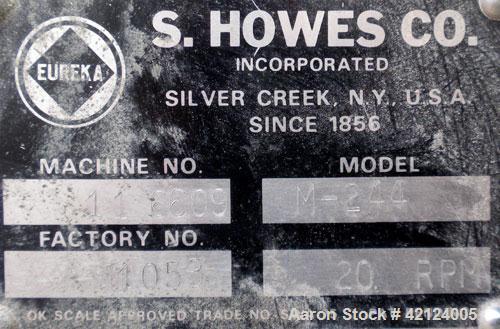 EUREKA
S. HOWES CO.
INCORPORATED
SILVER CREEK, N.Y., U.S.A.
SINCE 1856
MACHINE NO. MODEL
M-244
FACTORY NO.
20 RPM
OK SCALE APPROVED TRADE NO.
Aaron Stock # 42124005